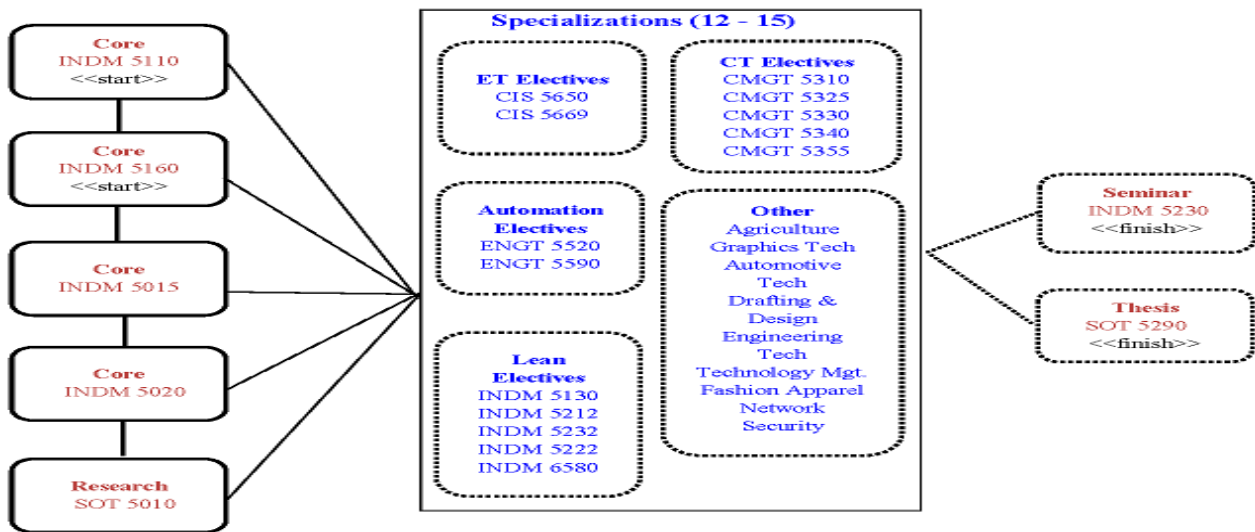 Core
INDM 5110
<<start>>
Core
INDM 5160
<<start>>
Core
INDM 5015
Core
INDM 5020
Research
SOT 5010
Specializations (12 - 15)
ET Electives
CIS 5650
CIS 5669
CT Electives
CMGT 5310
CMGT 5325
CMGT 5330
CMGT 5340
CMGT 5355
Automation
Electives
ENGT 5520
ENGT 5590
Other
Agriculture
Graphics Tech
Automotive
Tech
Drafting &
Design
Engineering
Tech
Technology Mgt.
Fashion Apparel
Network
Security
Lean
Electives
INDM 5130
INDM 5212
INDM 5232
INDM 5222
INDM 6580
Seminar
INDM 5230
<<finish>>
Thesis
SOT 5290
<<finish>>